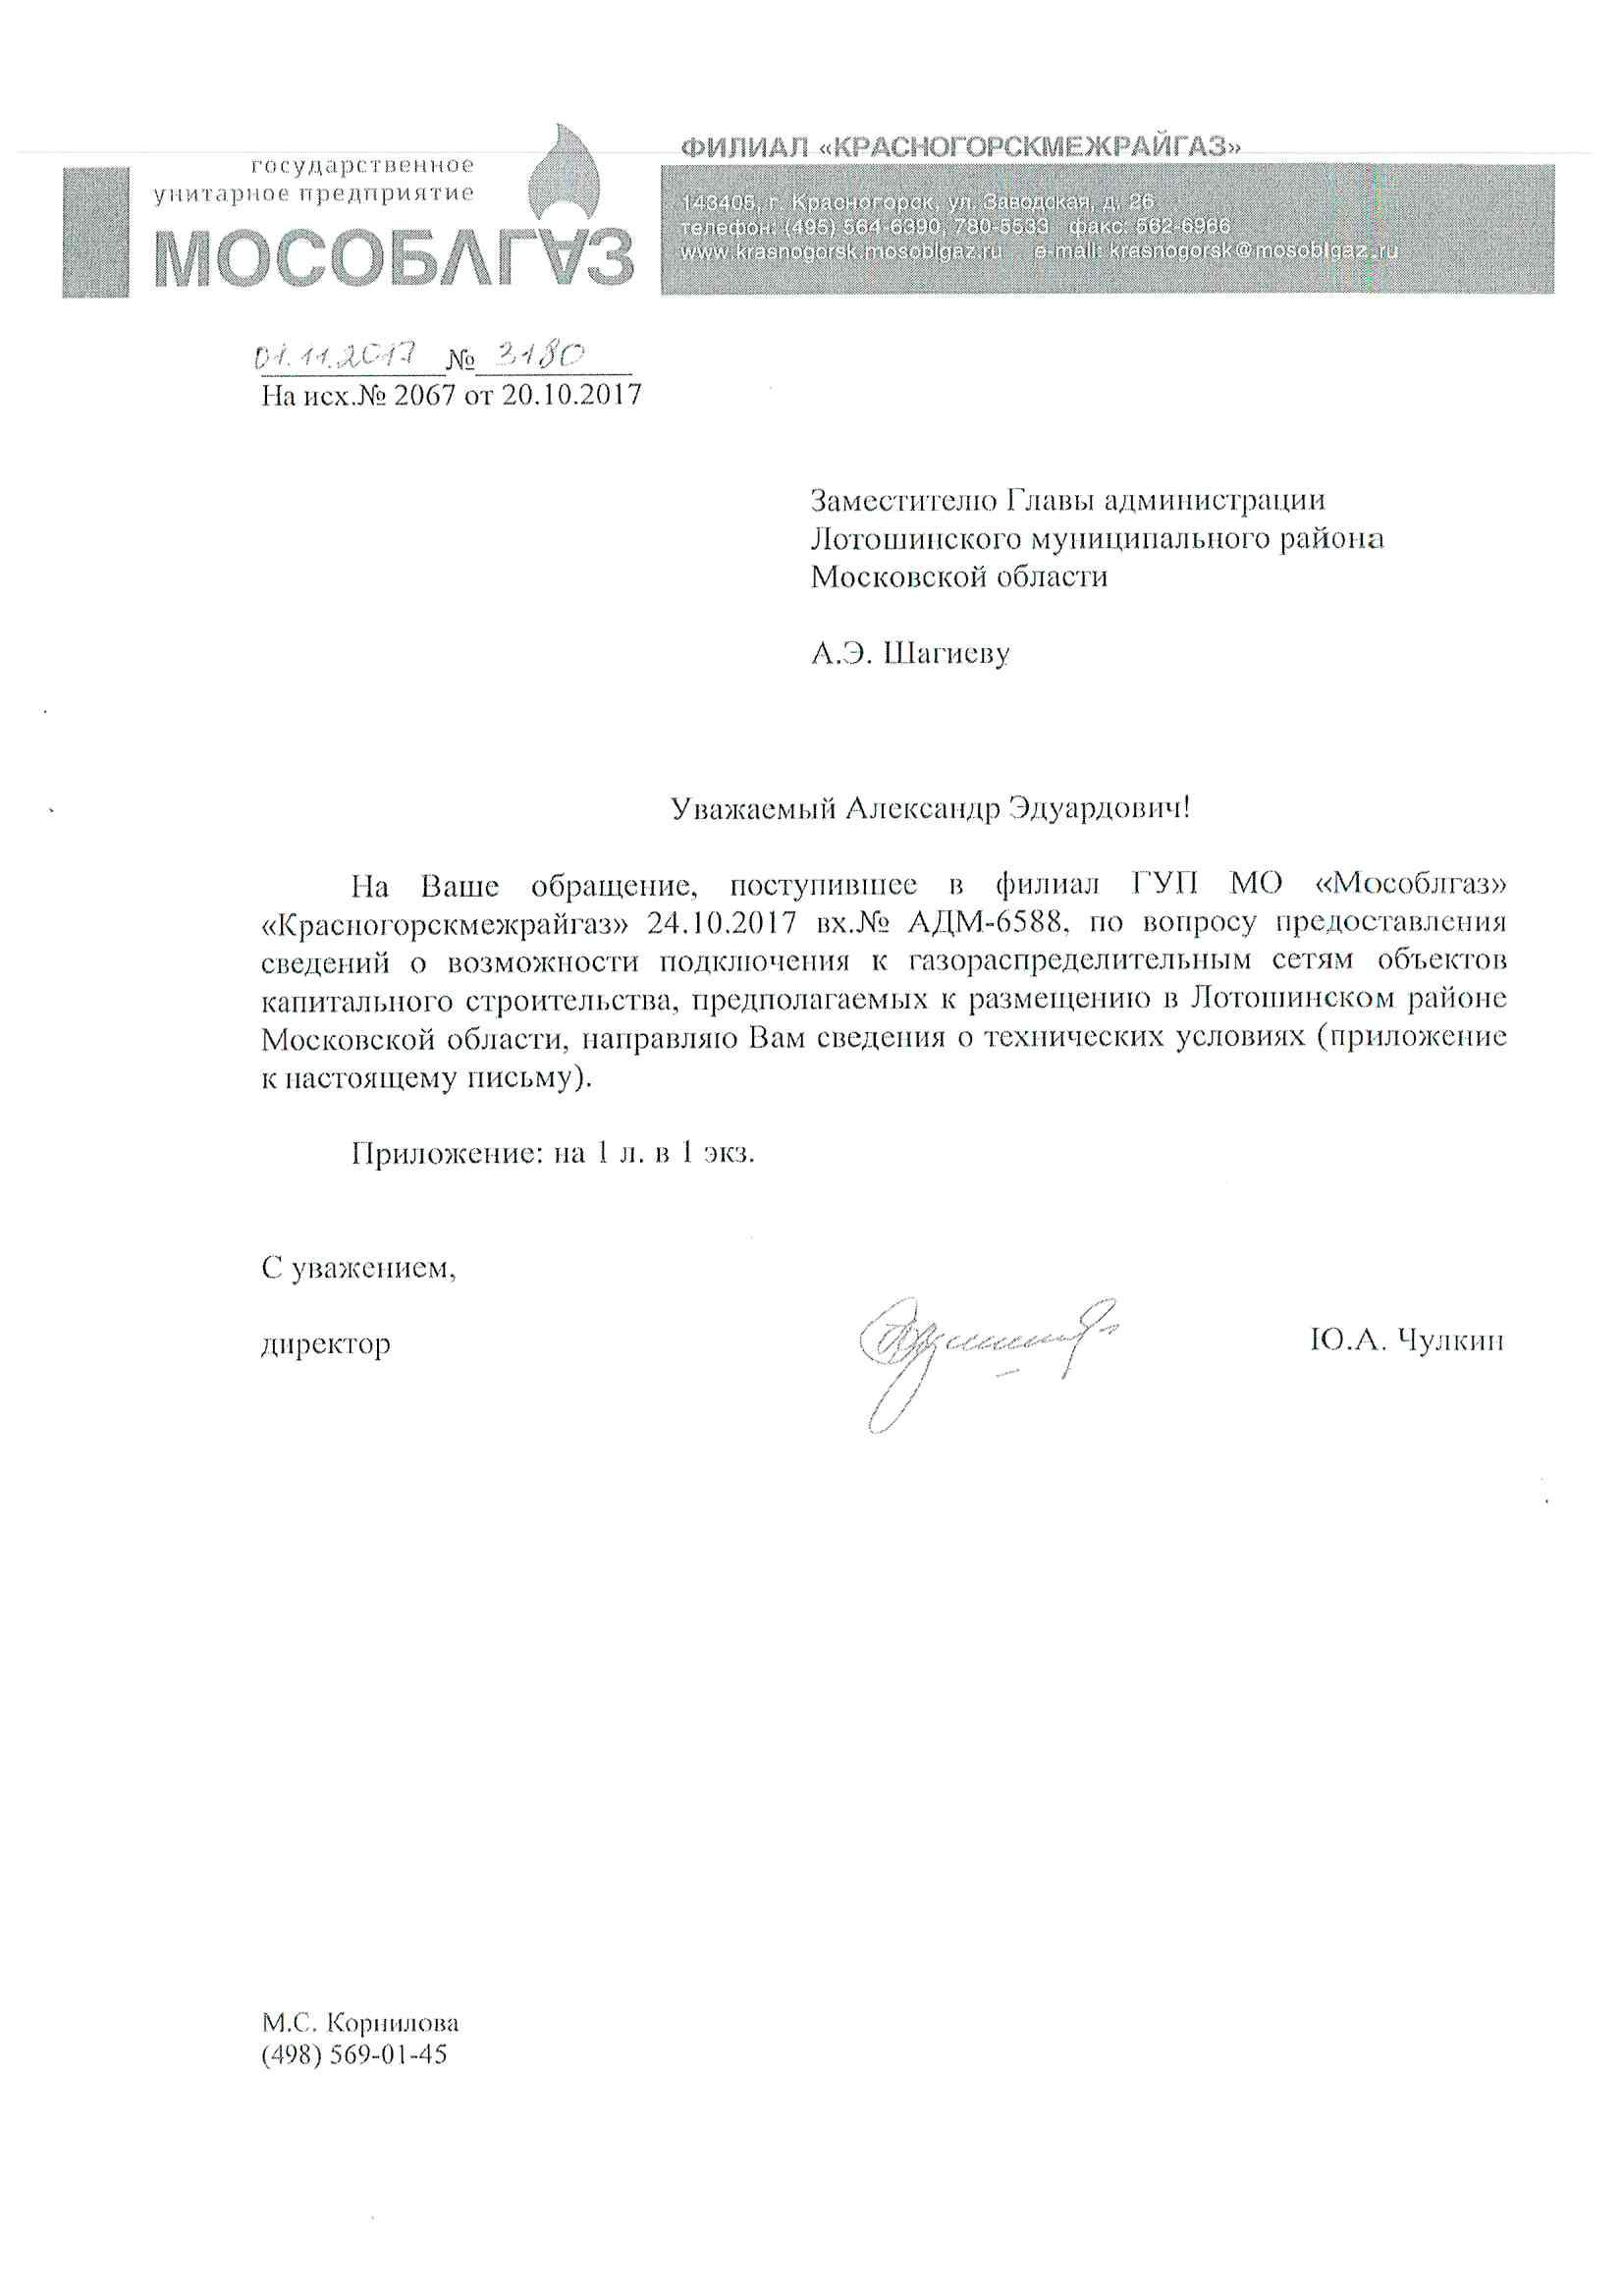 государственное
унитарное предприятие
МОСОБЛГАЗ
ФИЛИАЛ «КРАСНОГОРСКМЕЖРАЙГАЗ»
143405, г. Красногорск, ул. Заводская, д. 26
телефон: (495) 564-6390, 780-5533 факс: 562-6966
www.krasnogorsk.mosoblgaz.ru e-mail: krasnogorsk@mosoblgaz.ru
01.11.2017 № 3180
На исх.№ 2067 от 20.10.2017
Заместителю Главы администрации
Лотошинского муниципального района
Московской области
А.Э. Шагиеву
Уважаемый Александр Эдуардович!
На Ваше обращение, поступившее в филиал ГУП МО «Мособлгаз»
«Красногорскмежрайгаз» 24.10.2017 вх.№ АДМ-6588, по вопросу предоставления
сведений о возможности подключения к газораспределительным сетям объектов
капитального строительства, предполагаемых к размещению в Лотошинском районе
Московской области, направляю Вам сведения о технических условиях (приложение
к настоящему письму).
Приложение: на 1 л. в 1 экз.
С уважением,
директор
Ю.А. Чулкин
М.С. Корнилова
(498) 569-01-45